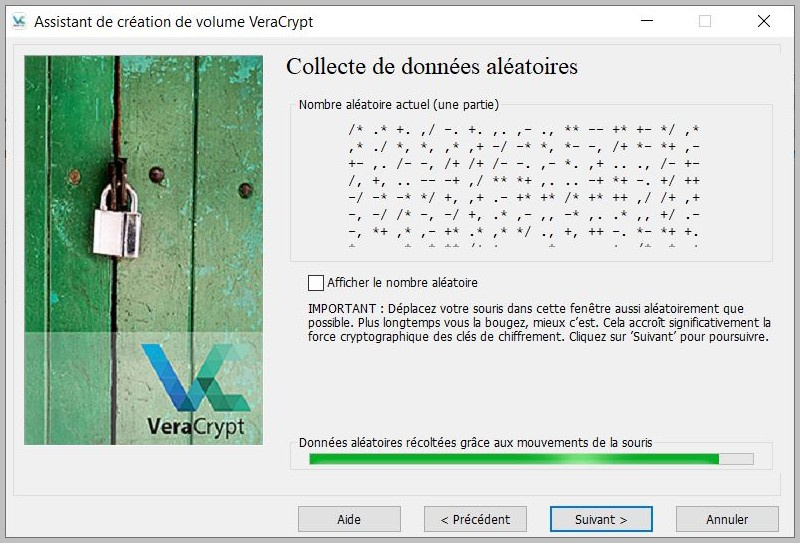 Assistant de création de volume VeraCrypt
Collecte de données aléatoires
Nombre aléatoire actuel (une partie)
/* .* +. ,/ -. +. ,. ,- ., ** -- +* +- */ ,*
,* ./ *, *, ,* ,+ -/ -* *, *- -, /+ *- *+ ,-
+- ,. /- -, /+ /+ /- -. ,- *. ,+ .. ., /- +-
/, +, .. -- -+ ,/ ** *+ ,. .. -+ *+ -. +/ ++
-/ -* -* */ +, ,+ .- +* ++ /* +* ++ ,/ /+ ,+
-, -/ /* -, -/ +, .* ,- ,, -* ,. .* ,, +/ .-
-, *+ ,* ,- +* .* ,* */ ., +, ++ -. *- *+ +.
Afficher le nombre aléatoire
IMPORTANT : Déplacez votre souris dans cette fenêtre aussi aléatoirement que
possible. Plus longtemps vous la bougez, mieux c’est. Cela accroît significativement la
force cryptographique des clés de chiffrement. Cliquez sur ‘Suivant’ pour poursuivre.
VeraCrypt
Données aléatoires récoltées grâce aux mouvements de la souris
Aide
< Précédent
Suivant >
Annuler